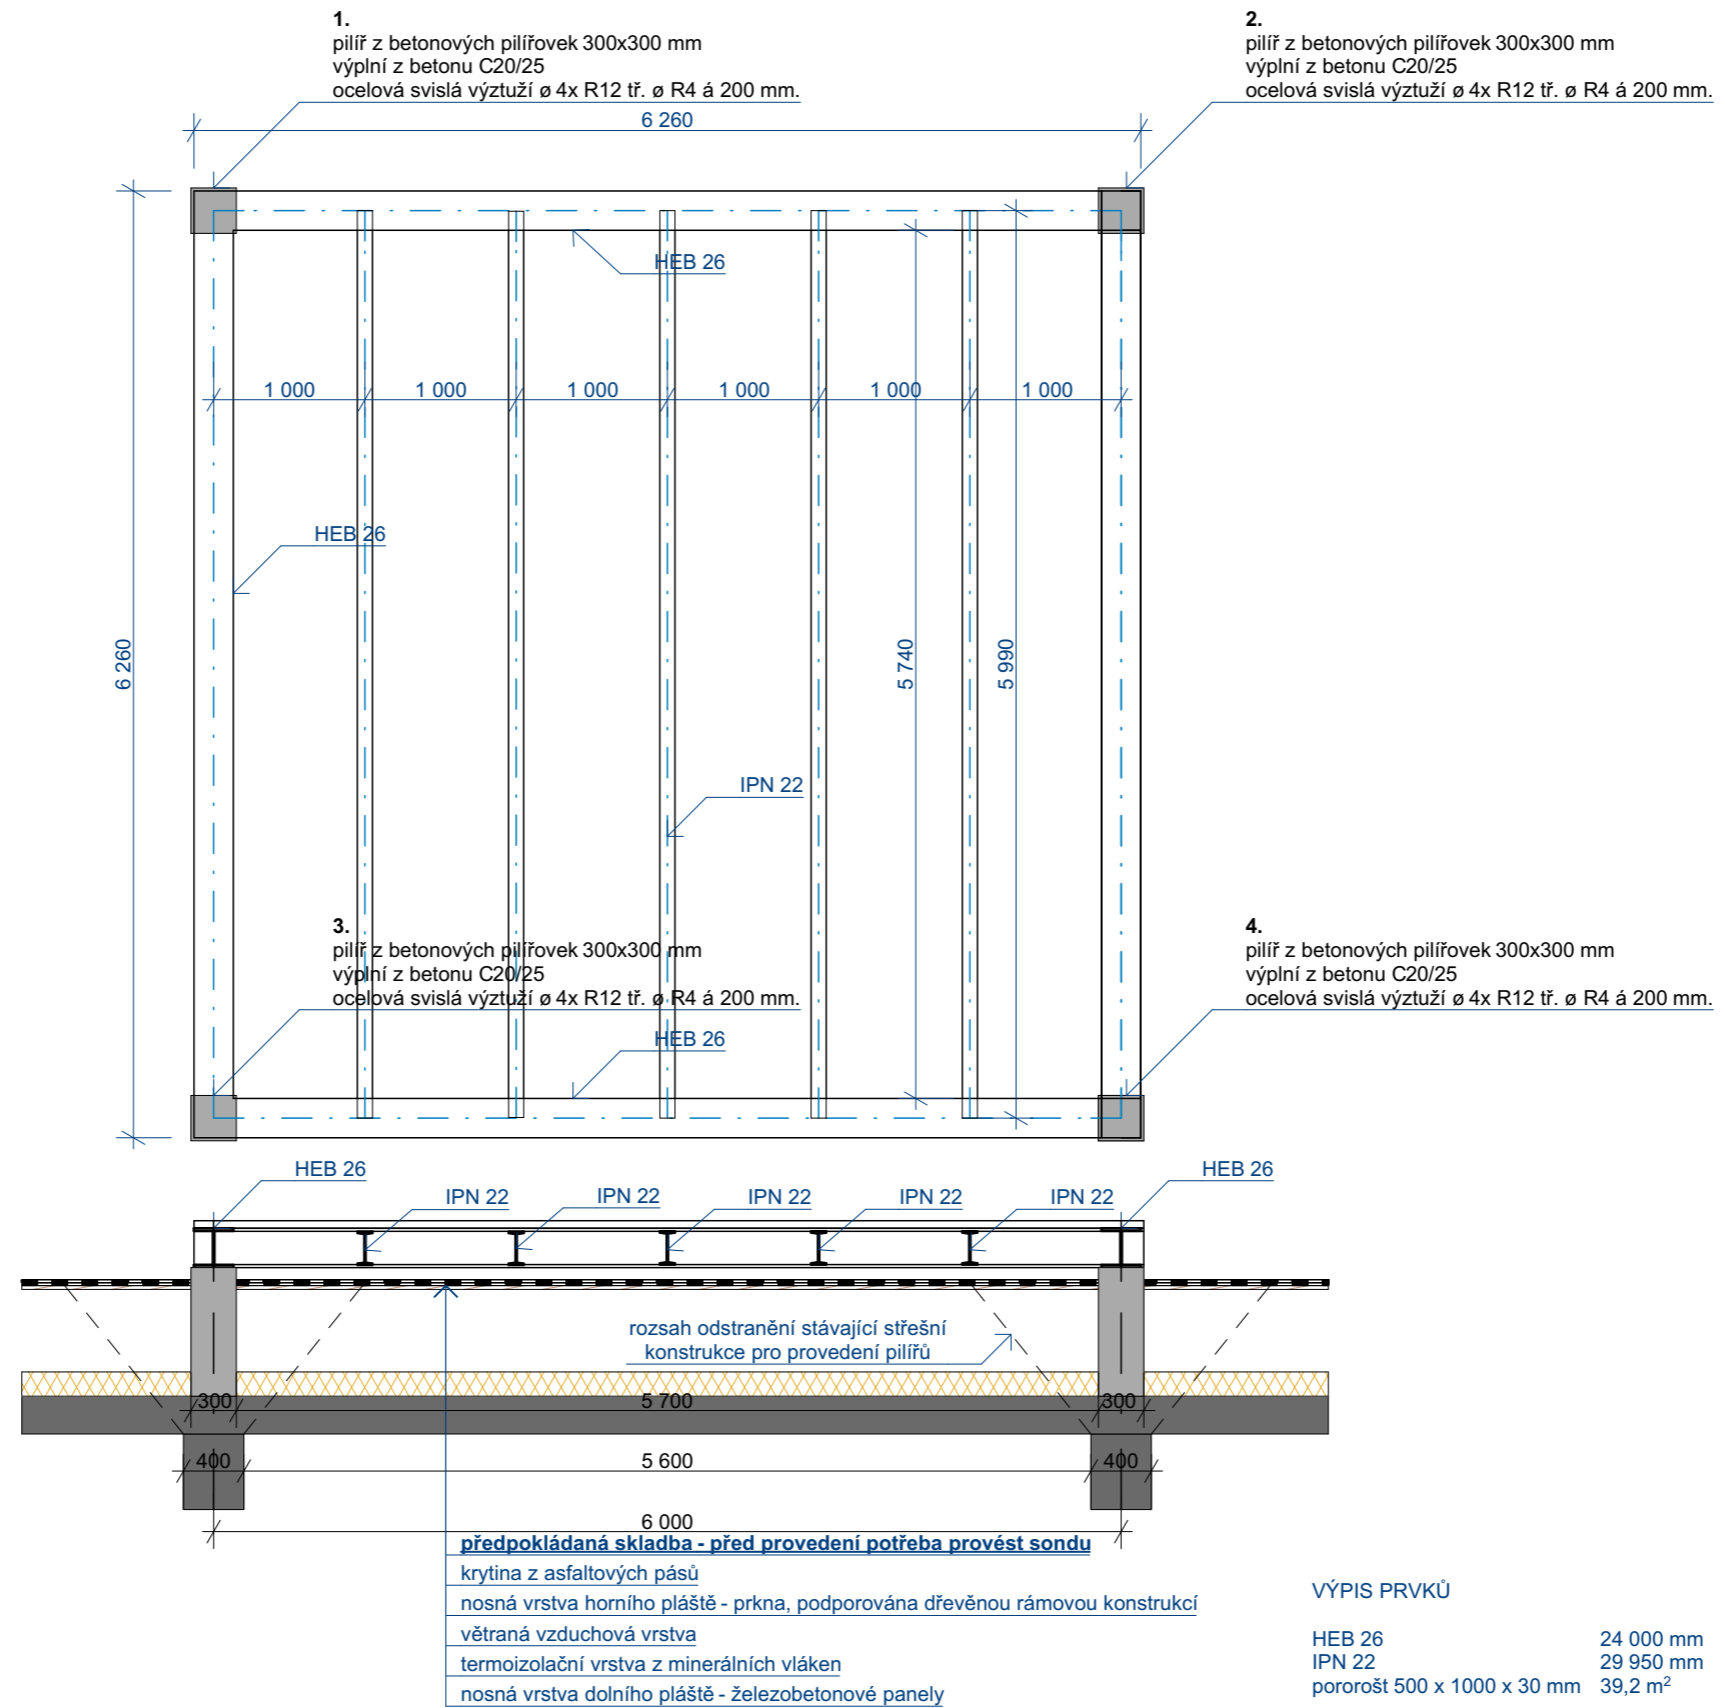 1.
pilíř z betonových pilířovek 300x300 mm
výplní z betonu C20/25
ocelová svislá výztuží ø 4x R12 tř. ø R4 á 200 mm.
2.
pilíř z betonových pilířovek 300x300 mm
výplní z betonu C20/25
ocelová svislá výztuží ø 4x R12 tř. ø R4 á 200 mm.
6 260
HEB 26
1 000
1 000
1 000
1 000
1 000
1 000
HEB 26
6 260
5 740
5 990
IPN 22
3.
pilíř z betonových pilířovek 300x300 mm
výplní z betonu C20/25
ocelová svislá výztuží ø 4x R12 tř. ø R4 á 200 mm.
4.
pilíř z betonových pilířovek 300x300 mm
výplní z betonu C20/25
ocelová svislá výztuží ø 4x R12 tř. ø R4 á 200 mm.
HEB 26
HEB 26
IPN 22
IPN 22
IPN 22
IPN 22
IPN 22
HEB 26
rozsah odstranění stávající střešní
konstrukce pro provedení pilířů
300
5 700
300
400
5 600
400
6 000
předpokládaná skladba - před provedení potřeba provést sondu
krytina z asfaltových pásů
nosná vrstva horního pláště - prkna, podporována dřevěnou rámovou konstrukcí
větraná vzduchová vrstva
termoizolační vrstva z minerálních vláken
nosná vrstva dolního pláště - železobetonové panely
VÝPIS PRVKŮ
HEB 26 24 000 mm
IPN 22 29 950 mm
pororošt 500 x 1000 x 30 mm 39,2 m²